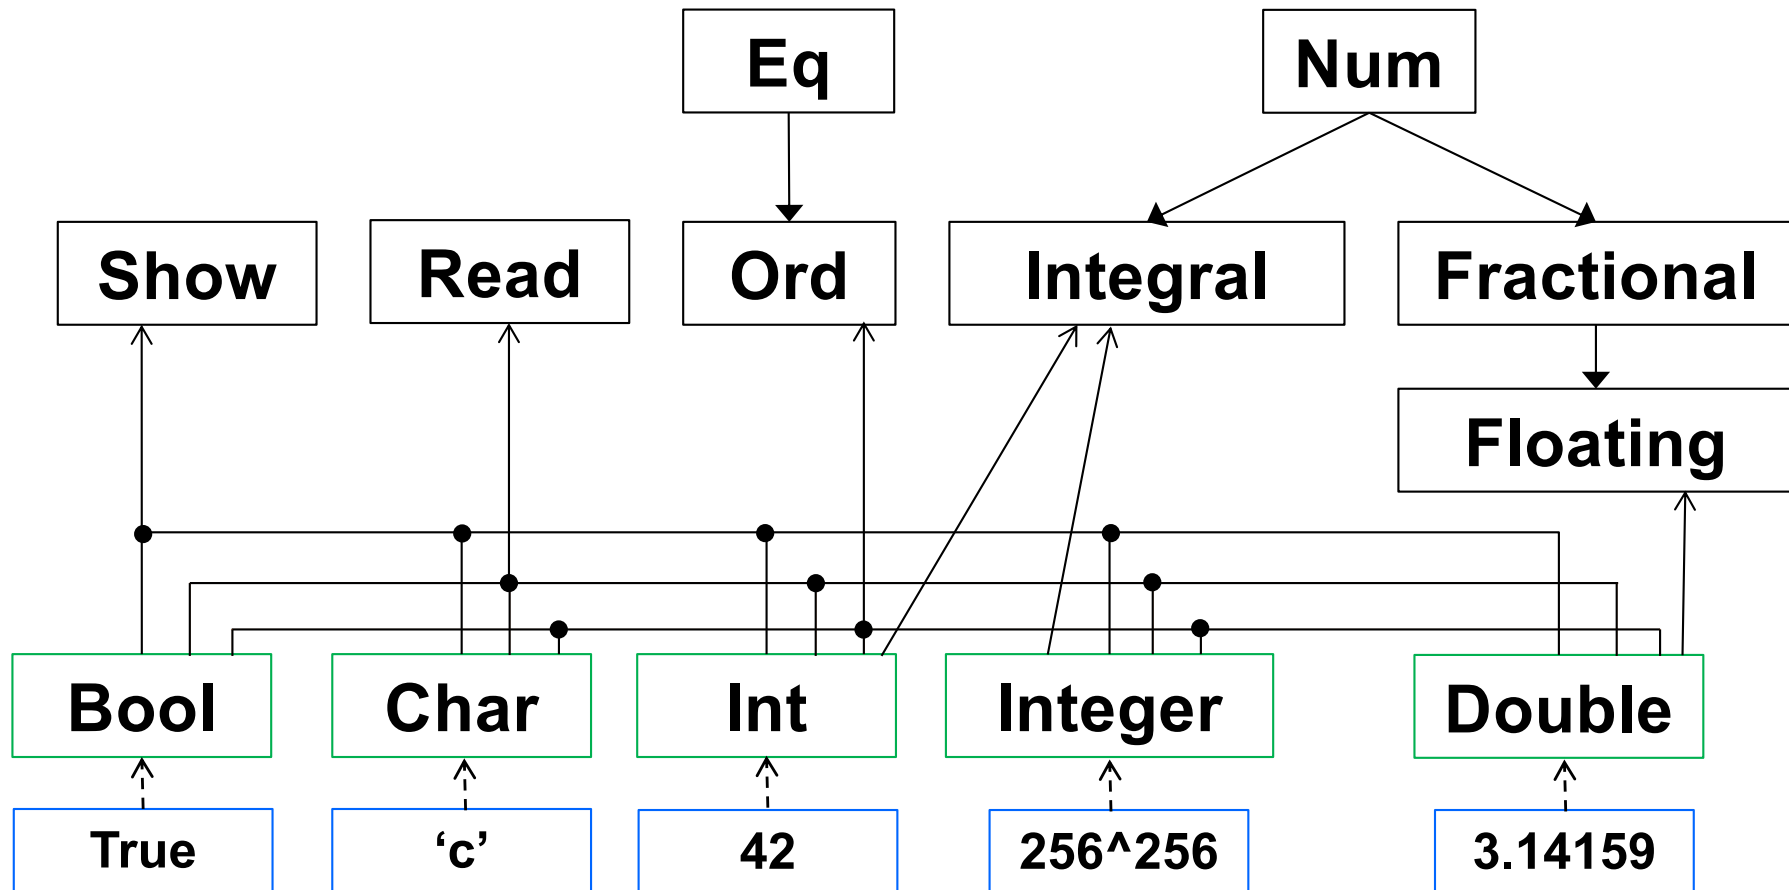 Eq
Num
Show
Read
Ord
Integral
Fractional
Floating
Bool
Char
Int
Integer
Double
True
‘c’
42
256^256
3.14159